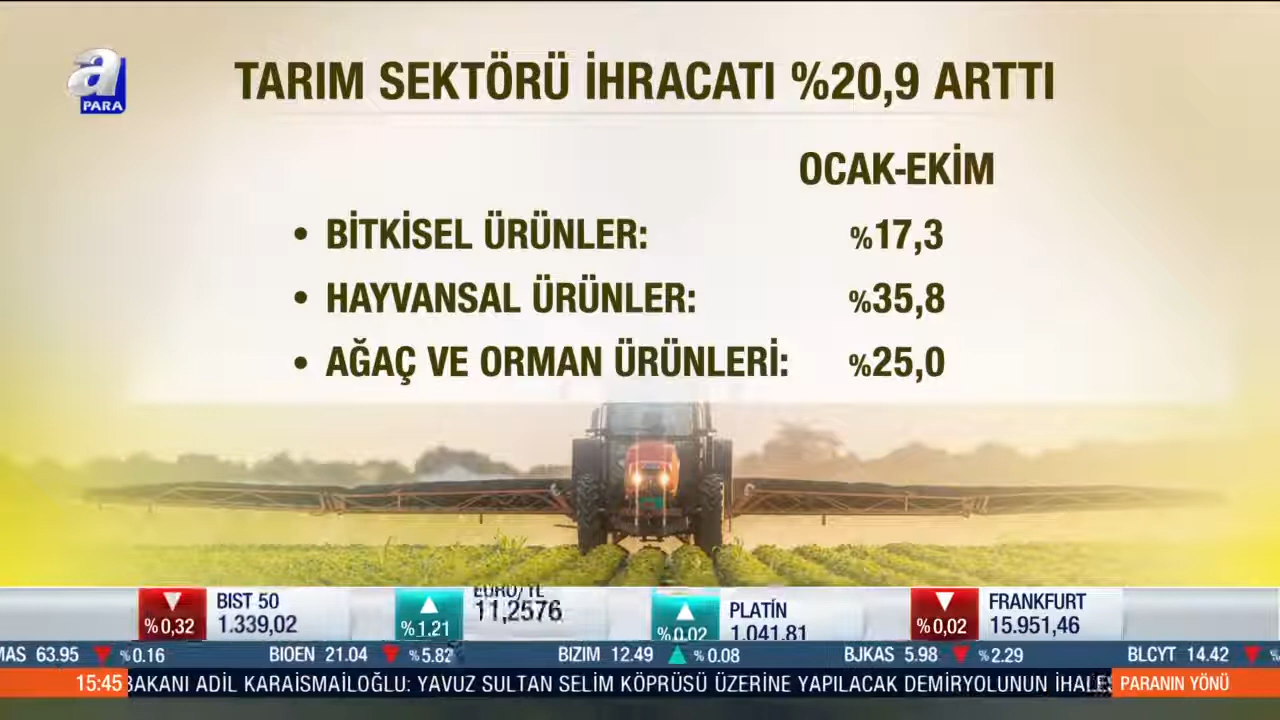 a
PARA
TARIM SEKTÖRÜ İHRACATI %20,9 ARTTI
OCAK-EKİM
• BİTKİSEL ÜRÜNLER: %17,3
• HAYVANSAL ÜRÜNLER: %35,8
• AĞAÇ VE ORMAN ÜRÜNLERİ: %25,0
%0,32 BIST 50 1.339,02
%1.21 EURO/TL 11,2576
%0,02 PLATİN 1.041,81
%0,02 FRANKFURT 15.951,46
MAS 63.95 %0.16 BIOEN 21.04 %5.82 BIZIM 12.49 %0.08 BJKAS 5.98 %2.29 BLCYT 14.42 %
15:45 BAKANI ADİL KARAİSMAİLOĞLU: YAVUZ SULTAN SELİM KÖPRÜSÜ ÜZERİNE YAPILACAK DEMİRYOLUNUN İHALES PARANIN YÖNÜ